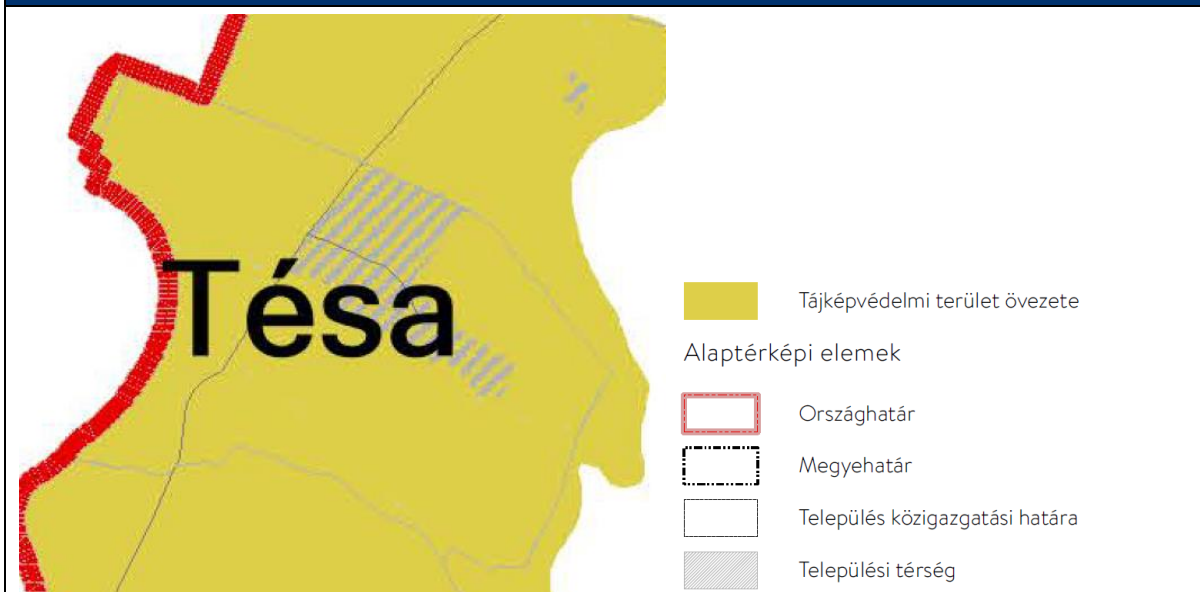 Tésa
Tájképvédelmi terület övezete
Alaptérképi elemek
Országhatár
Megyehatár
Település közigazgatási határa
Települési térség